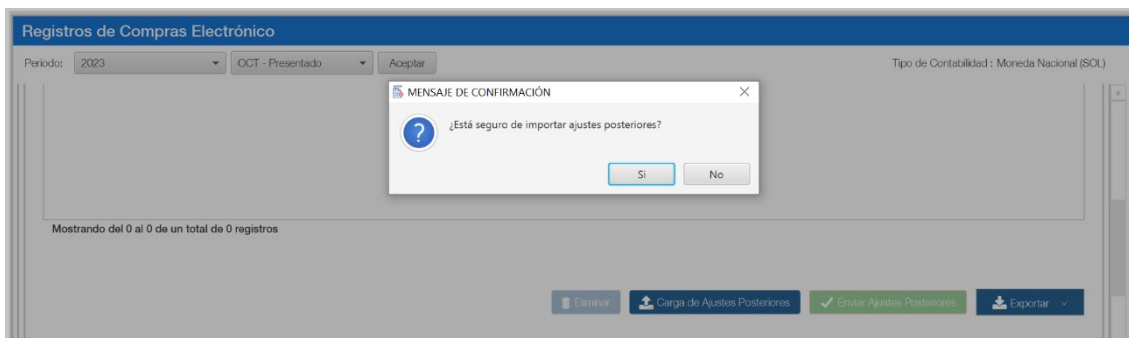 Registros de Compras Electrónico
Periodo: 2023 OCT - Presentado Aceptar Tipo de Contabilidad : Moneda Nacional (SOL)
MENSAJE DE CONFIRMACIÓN
¿Está seguro de importar ajustes posteriores?
Si No
Mostrando del 0 al 0 de un total de 0 registros
Eliminar Carga de Ajustes Posteriores Enviar Ajustes Posteriores Exportar